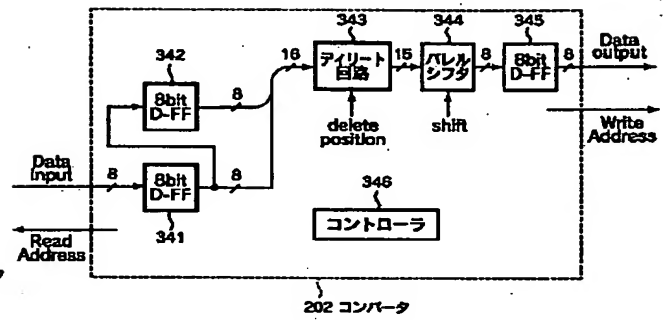 343
344
345
342
16
ディリート
回路
15
バレル
シフタ
8
8bit
D-FF
8
Data
output
8bit
D-FF
8
delete
position
shift
Write
Address
Data
Input
8
8bit
D-FF
8
341
346
コントローラ
Read
Address
202 コンバータ